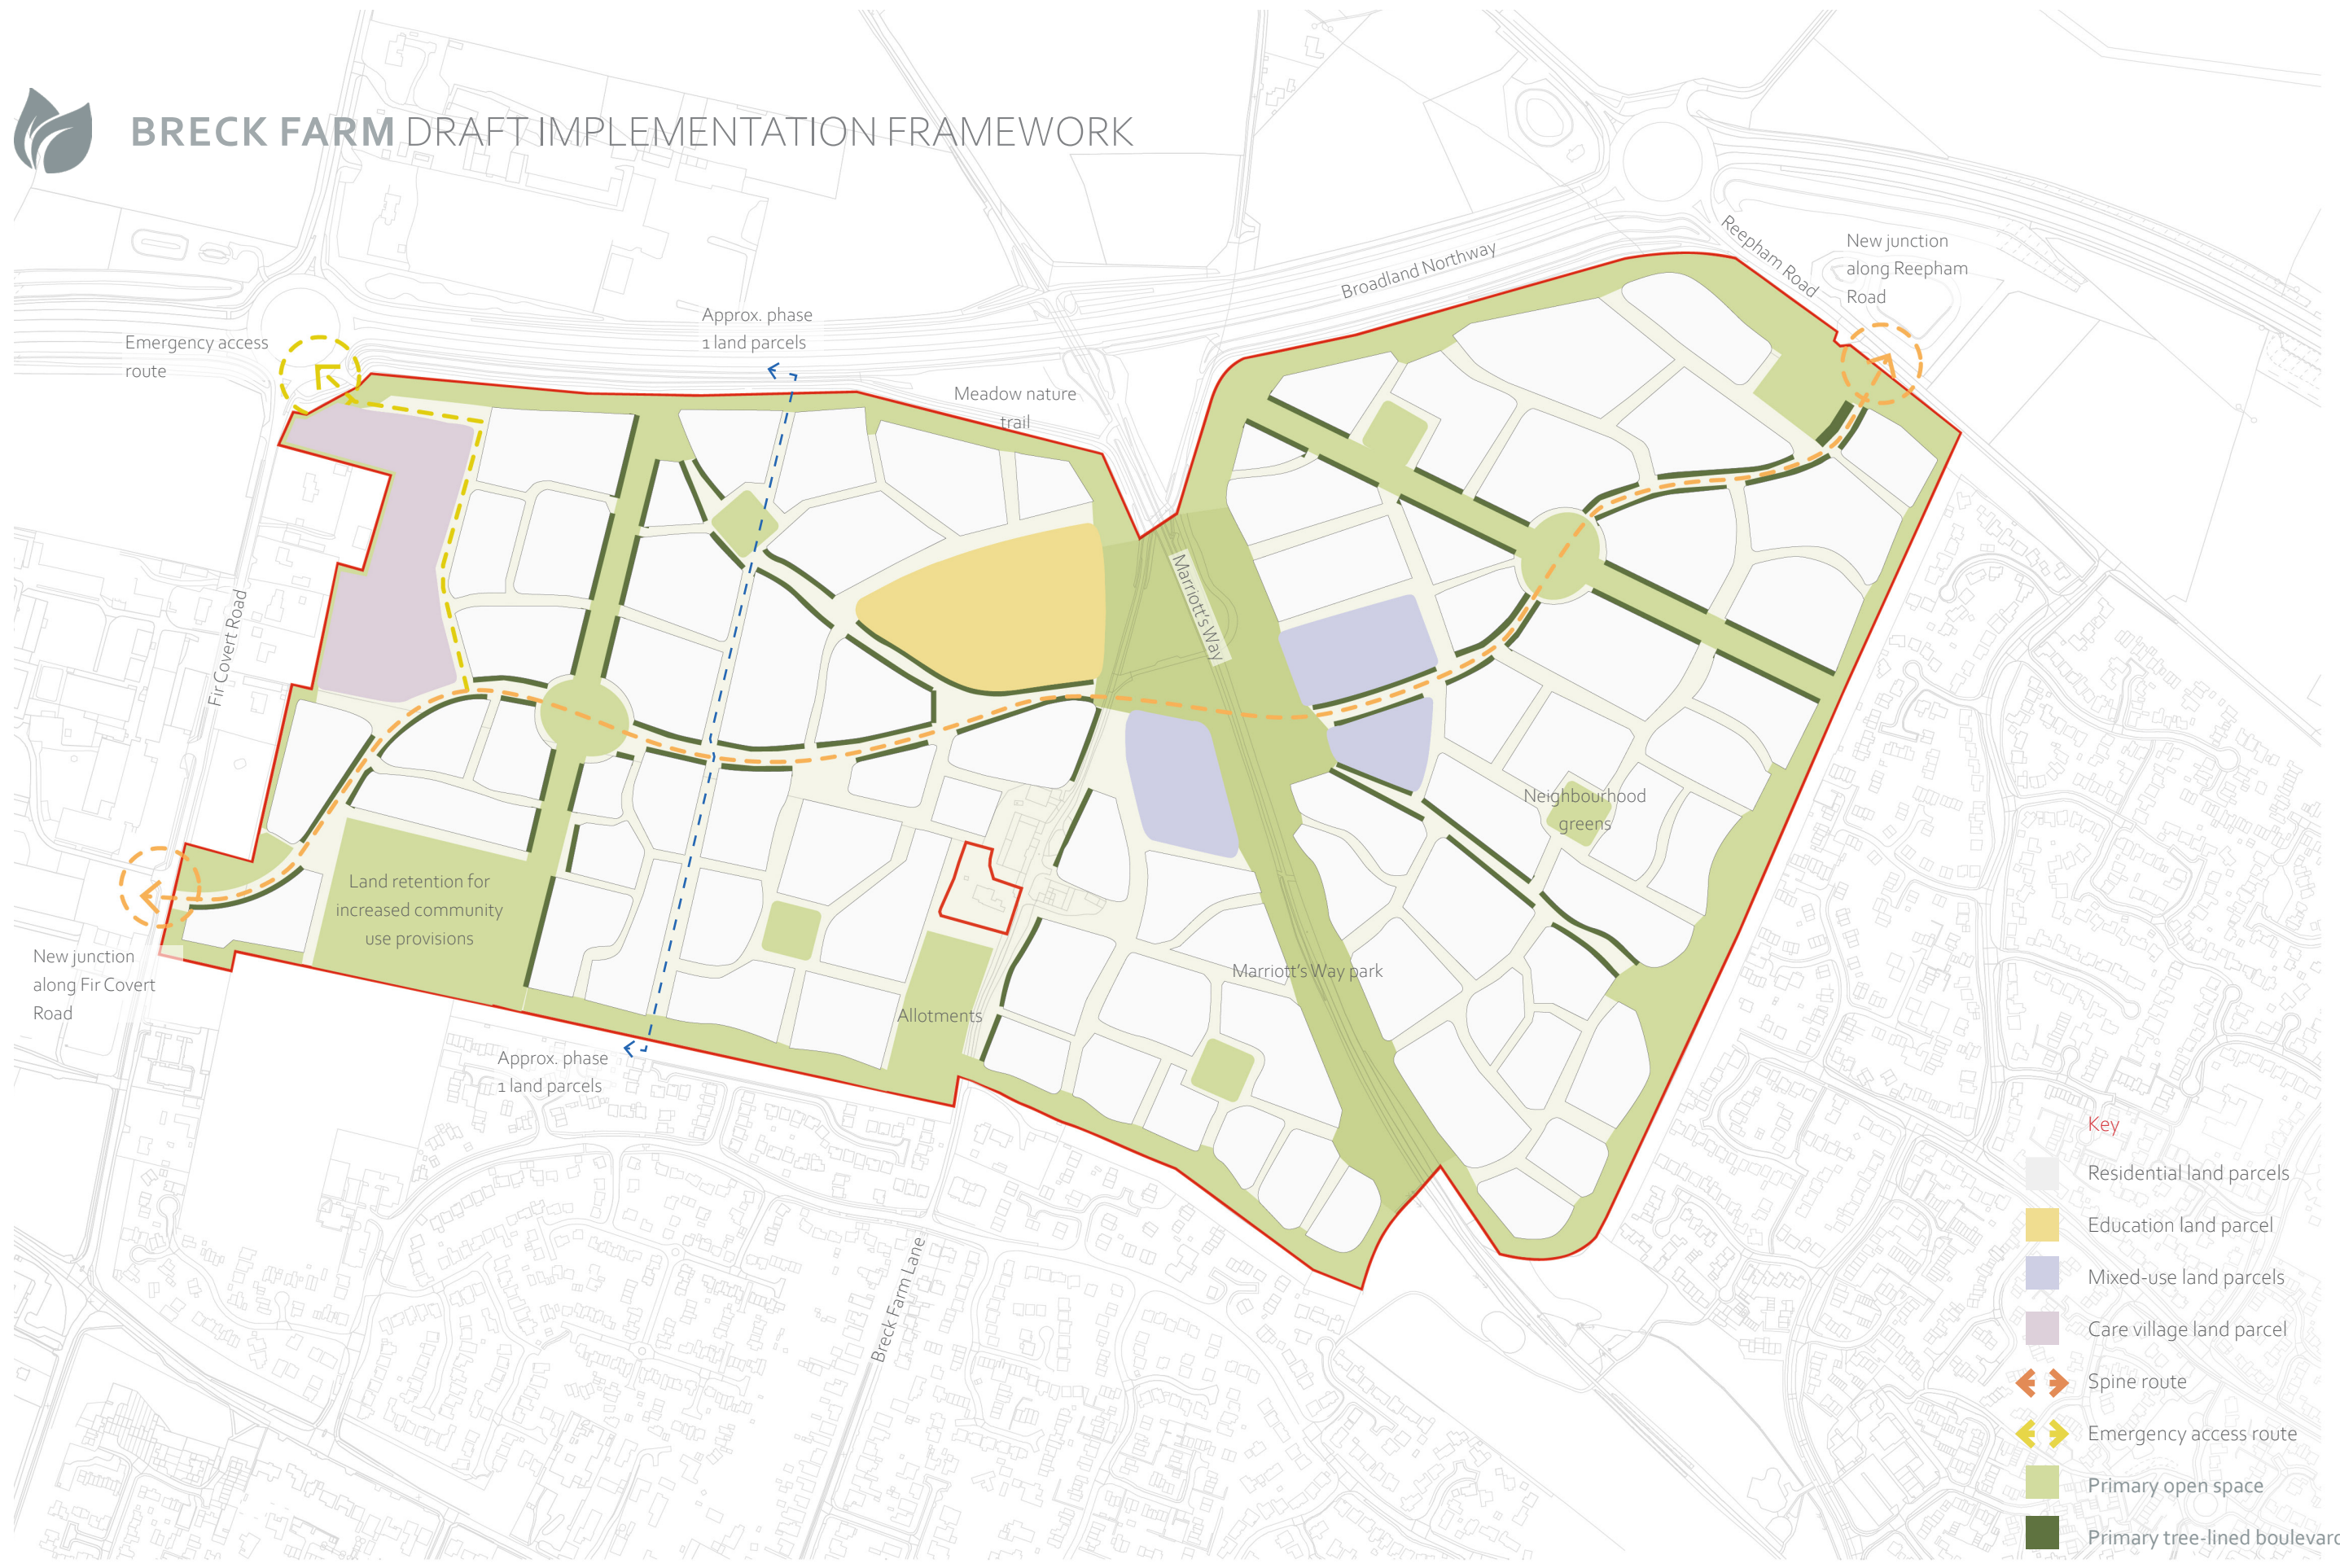 BRECK FARM DRAFT IMPLEMENTATION FRAMEWORK
Reepham Road
New junction
along Reepham
Road
Broadland Northway
Approx. phase
1 land parcels
Emergency access
route
Meadow nature
trail
Marriott's Way
Fir Covert Road
Neighbourhood
greens
Land retention for
increased community
use provisions
New junction
along Fir Covert
Road
Marriott's Way park
Allotments
Approx. phase
1 land parcels
Breck Farm Lane
Key
Residential land parcels
Education land parcel
Mixed-use land parcels
Care village land parcel
Spine route
Emergency access route
Primary open space
Primary tree-lined boulevard